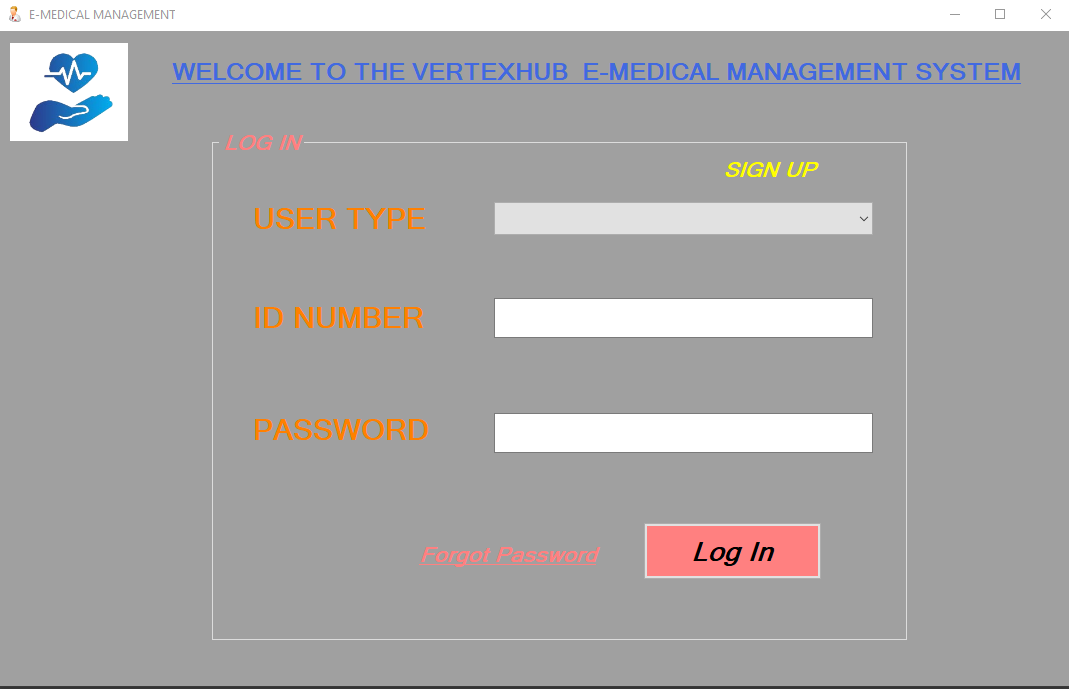 E-MEDICAL MANAGEMENT
WELCOME TO THE VERTEXHUB  E-MEDICAL MANAGEMENT SYSTEM
LOG IN
SIGN UP
USER TYPE
ID NUMBER
PASSWORD
Forgot Password
Log In